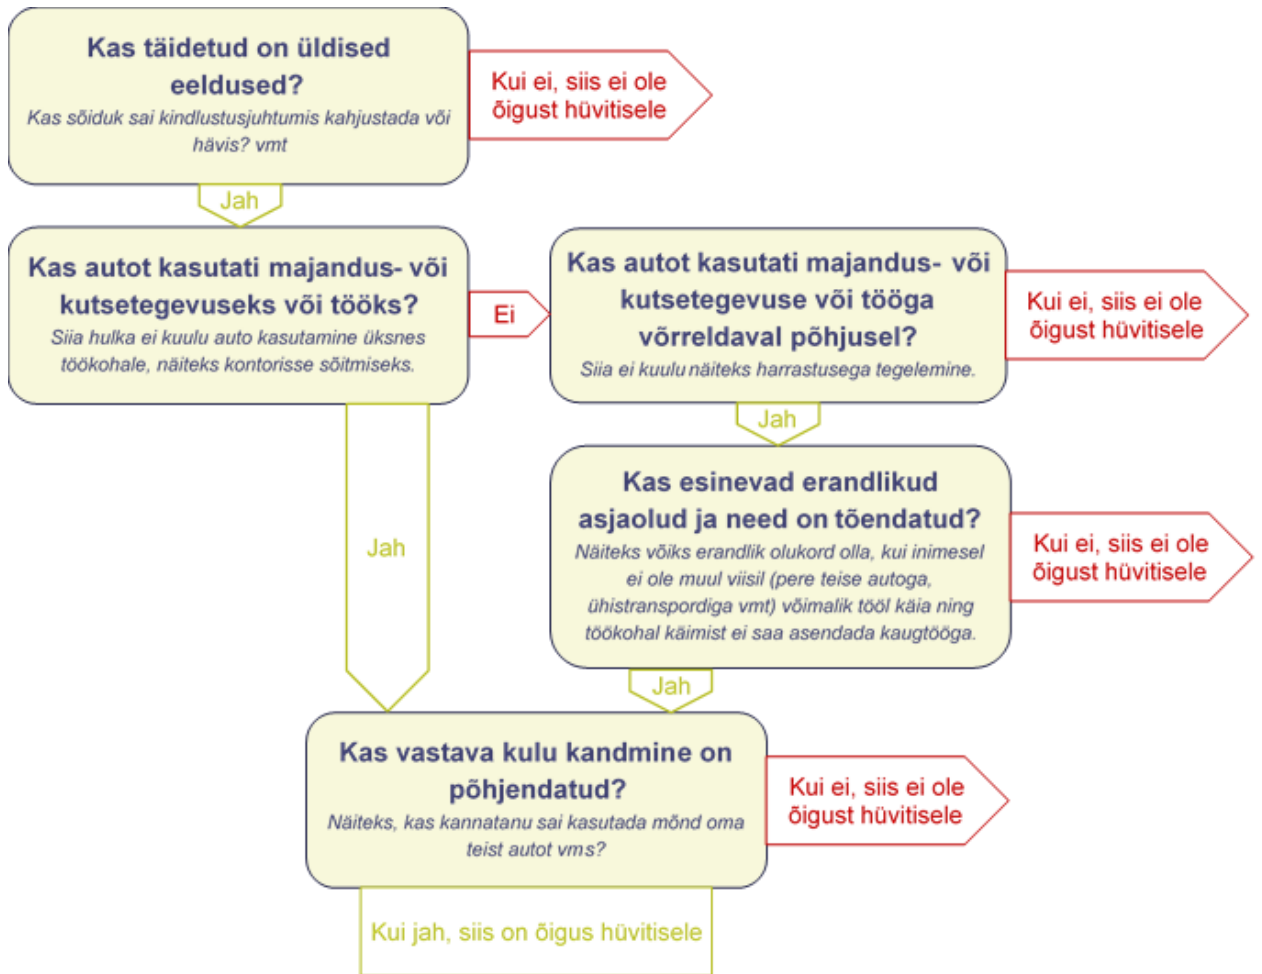 Kas täidetud on üldised
eeldused?
Kas sõiduk sai kindlustusjuhtumis kahjustada või
hävis? vmt
Kui ei, siis ei ole
õigust hüvitisele
Jah
Kas autot kasutati majandus- või
kutsetegevuseks või tööks?
Siia hulka ei kuulu auto kasutamine üksnes
töökohale, näiteks kontorisse sõitmiseks.
Ei
Kas autot kasutati majandus- või
kutsetegevuse või tööga
võrreldaval põhjusel?
Siia ei kuulu näiteks harrastusega tegelemine.
Kui ei, siis ei ole
õigust hüvitisele
Jah
Jah
Kas esinevad erandlikud
asjaolud ja need on tõendatud?
Näiteks võiks erandlik olukord olla, kui inimesel
ei ole muul viisil (pere teise autoga,
ühistranspordiga vmt) võimalik tööl käia ning
töökohal käimist ei saa asendada kaugtööga.
Kui ei, siis ei ole
õigust hüvitisele
Jah
Kas vastava kulu kandmine on
põhjendatud?
Näiteks, kas kannatanu sai kasutada mõnd oma
teist autot vms?
Kui ei, siis ei ole
õigust hüvitisele
Kui jah, siis on õigus hüvitisele